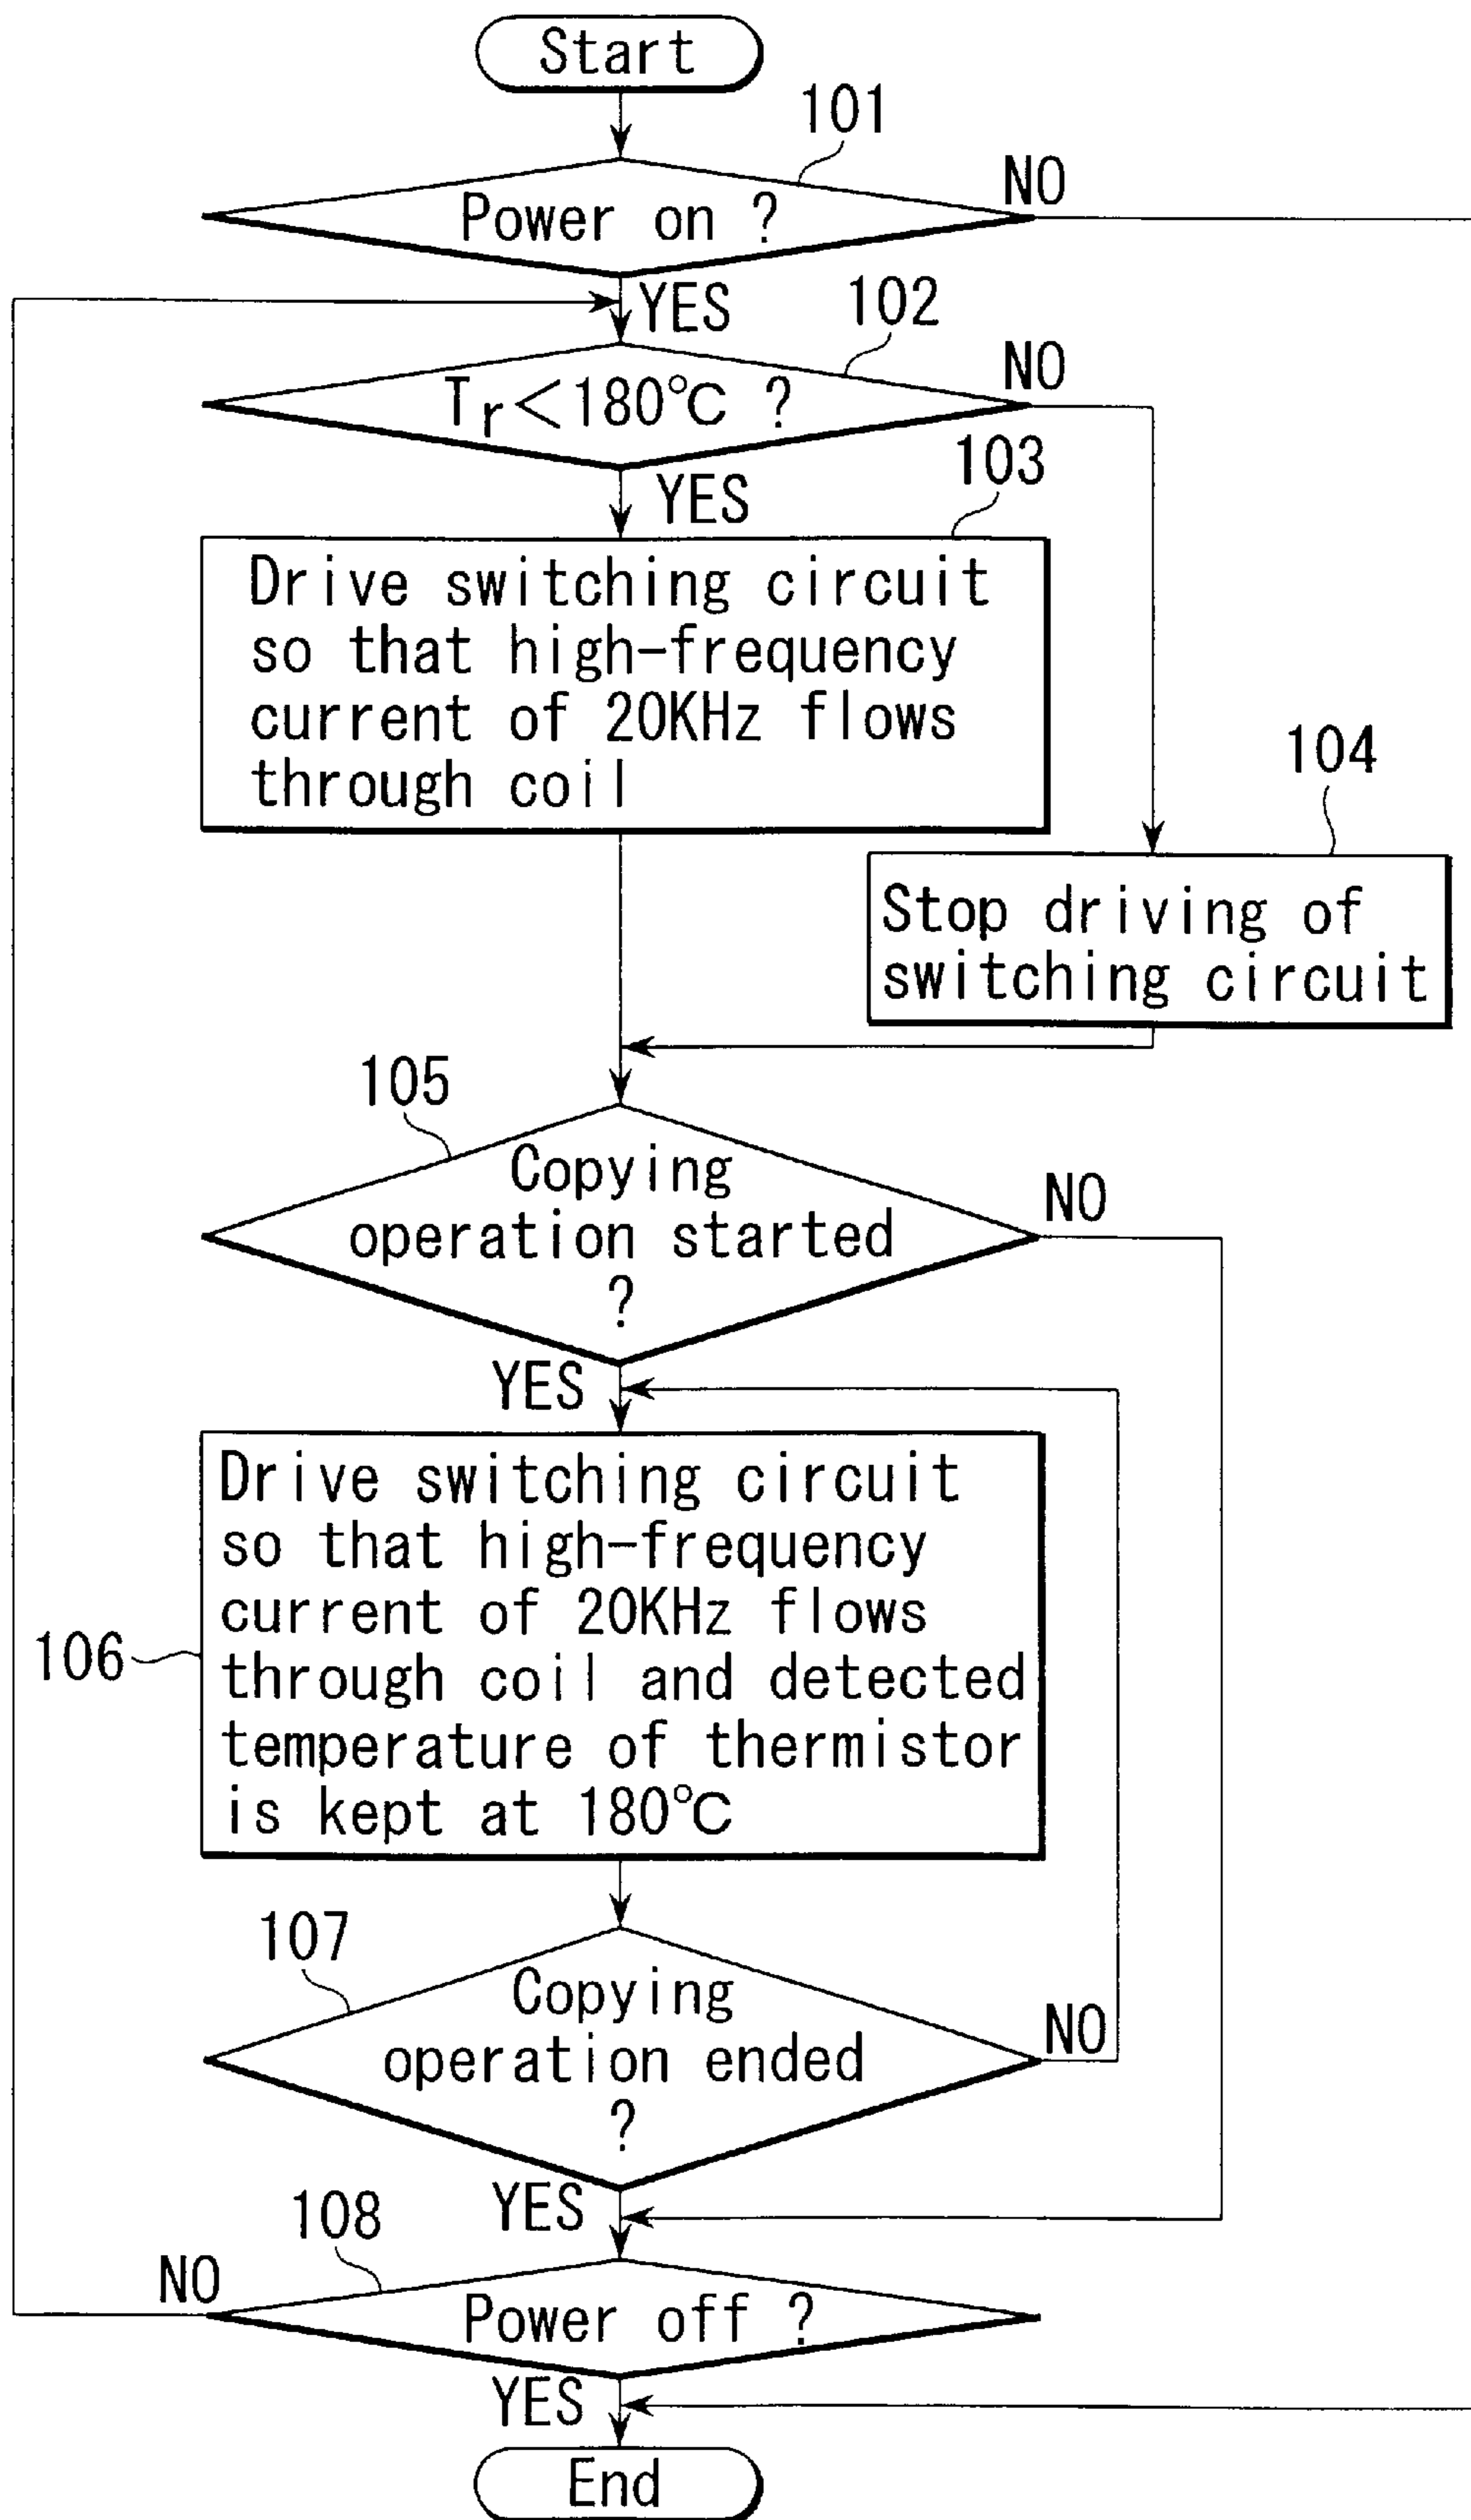 Start
101
Power on ?
NO
YES
102
Tr<180℃ ?
NO
YES
103
Drive switching circuit
so that high-frequency
current of 20KHz flows
through coil
104
Stop driving of
switching circuit
105
Copying
operation started
?
NO
YES
106
Drive switching circuit
so that high-frequency
current of 20KHz flows
through coil and detected
temperature of thermistor
is kept at 180℃
107
Copying
operation ended
?
NO
YES
108
NO
Power off ?
YES
End